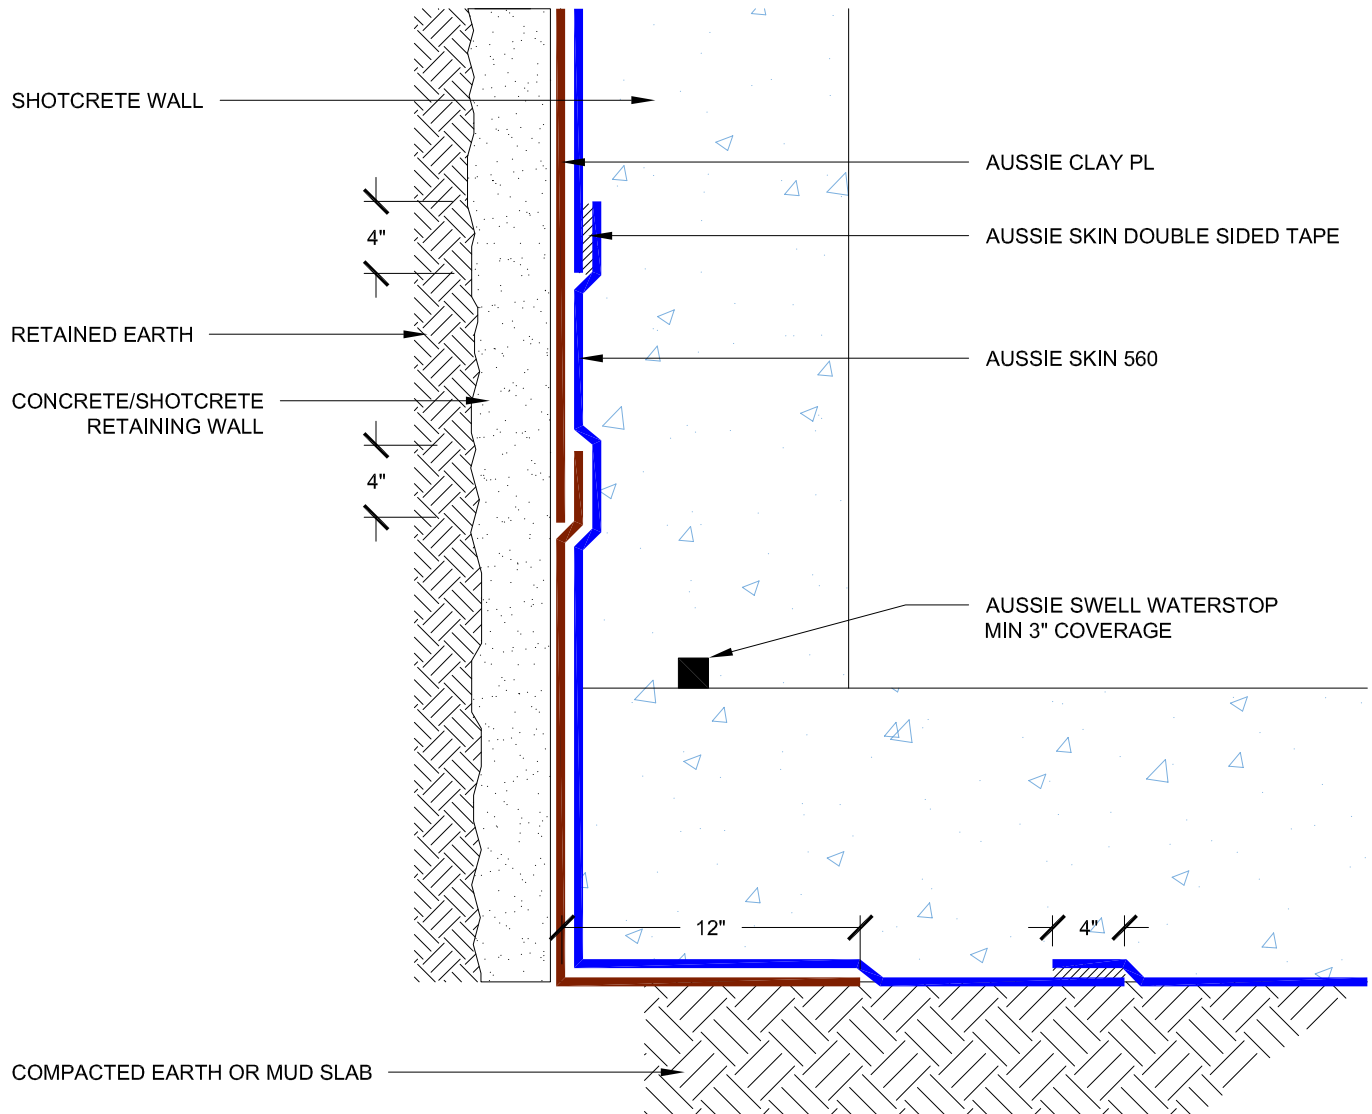 SHOTCRETE WALL
AUSSIE CLAY PL
4"
AUSSIE SKIN DOUBLE SIDED TAPE
RETAINED EARTH
AUSSIE SKIN 560
CONCRETE/SHOTCRETE
RETAINING WALL
4"
AUSSIE SWELL WATERSTOP
MIN 3" COVERAGE
12"
4"
COMPACTED EARTH OR MUD SLAB